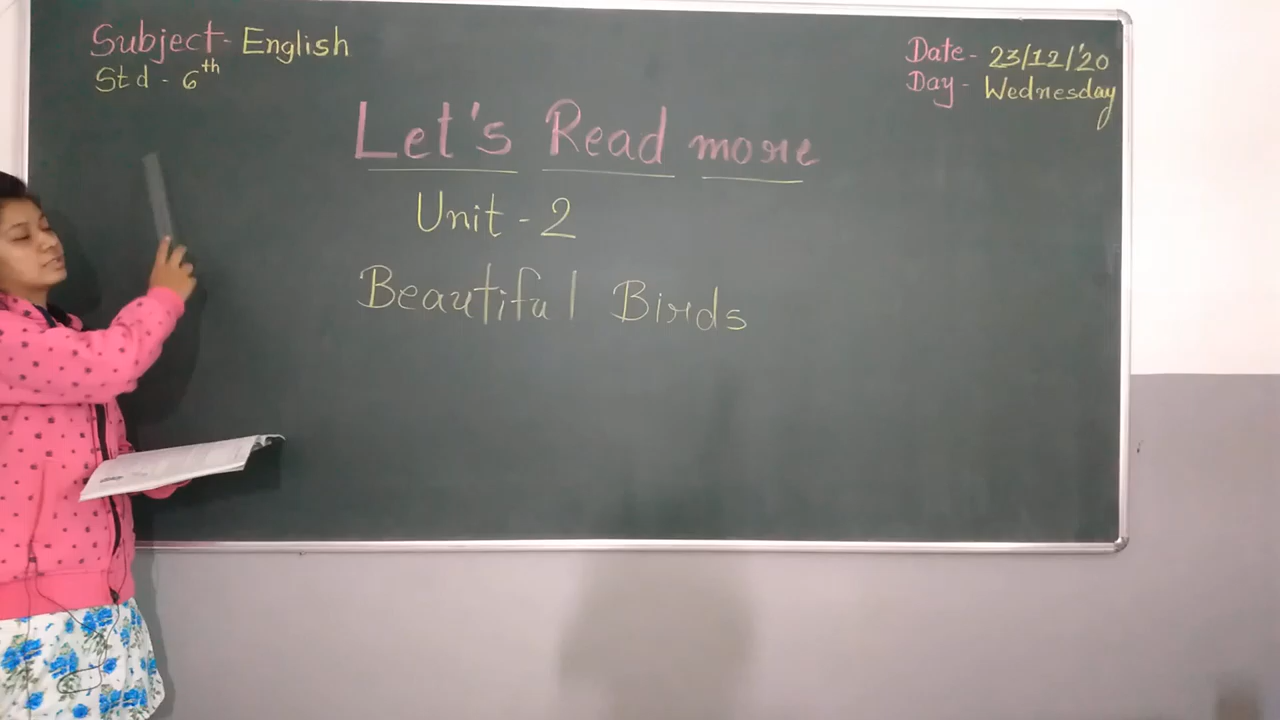 Subject- English
Std - 6th
Date - 23/12/'20
Day - Wednesday
Let's Read more
Unit - 2
Beautiful Birds